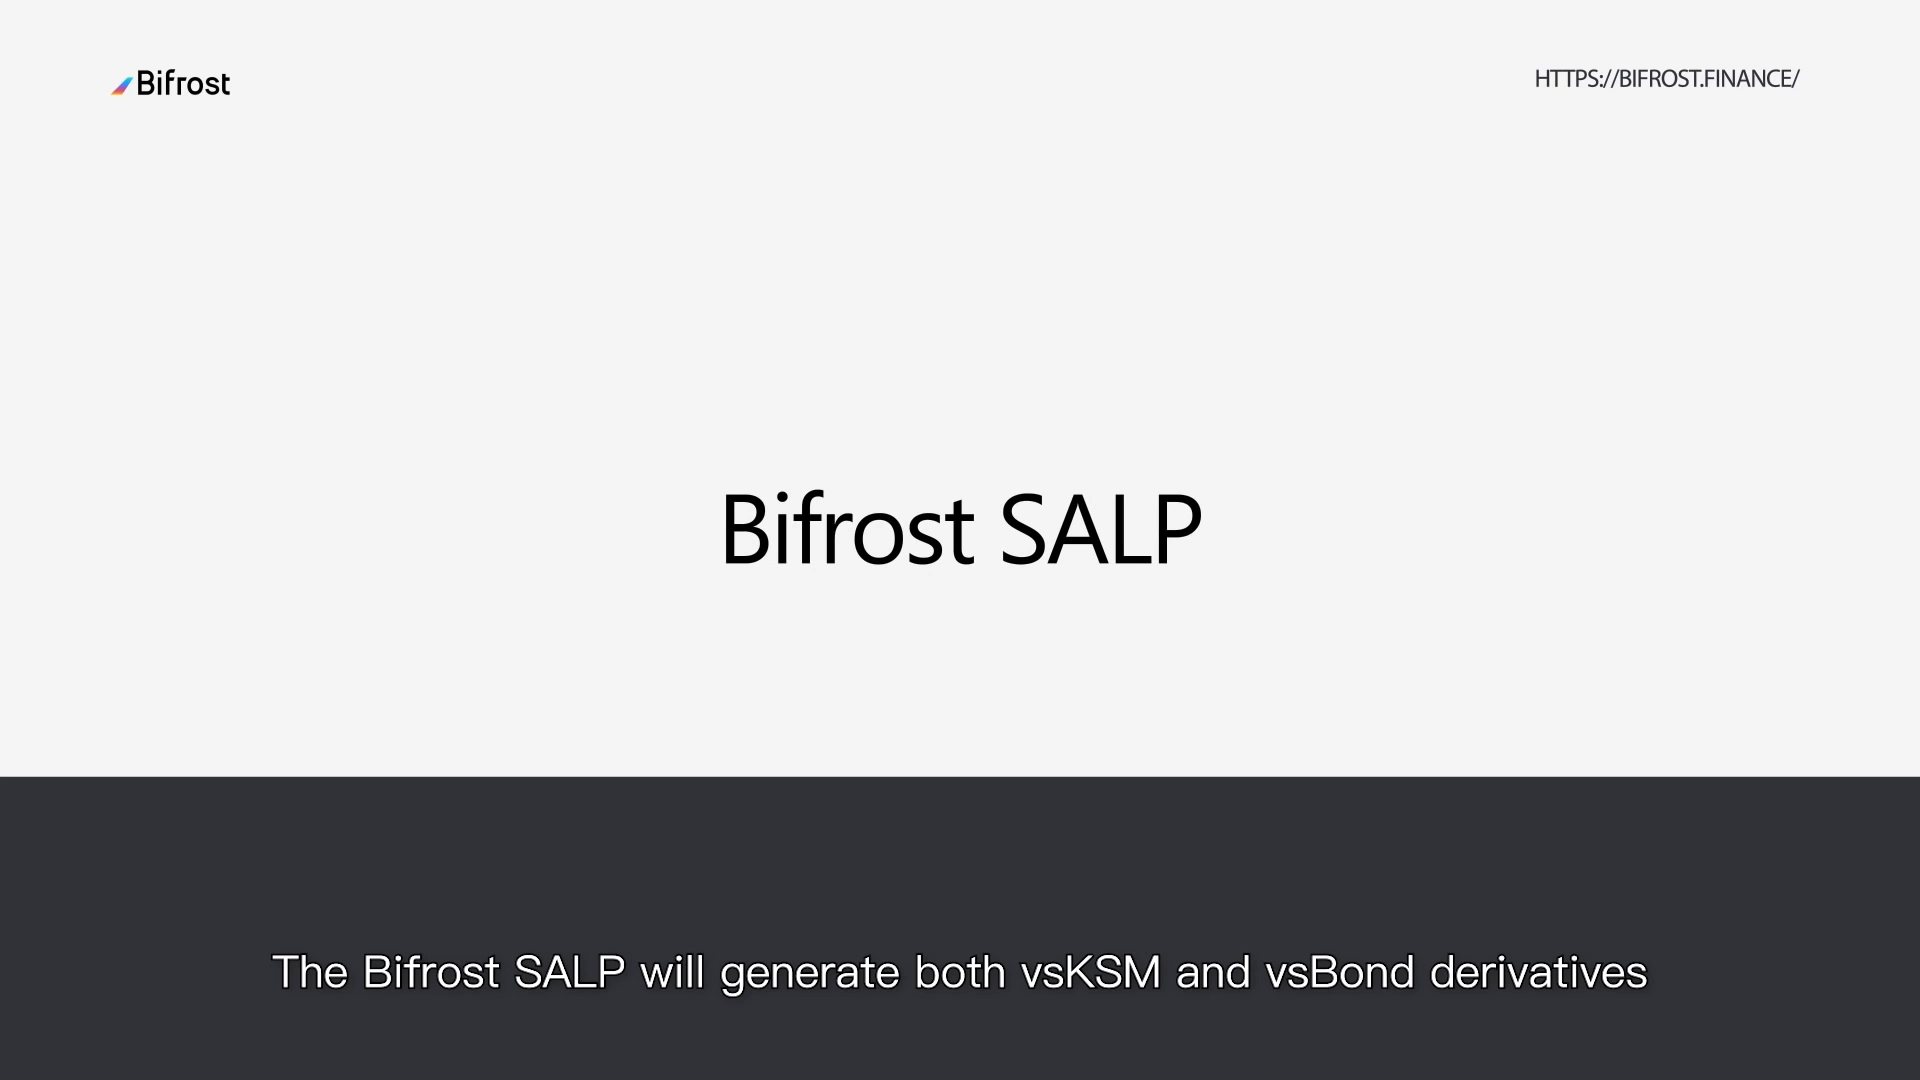 Bifrost
HTTPS://BIFROST.FINANCE/
Bifrost SALP
The Bifrost SALP will generate both vsKSM and vsBond derivatives